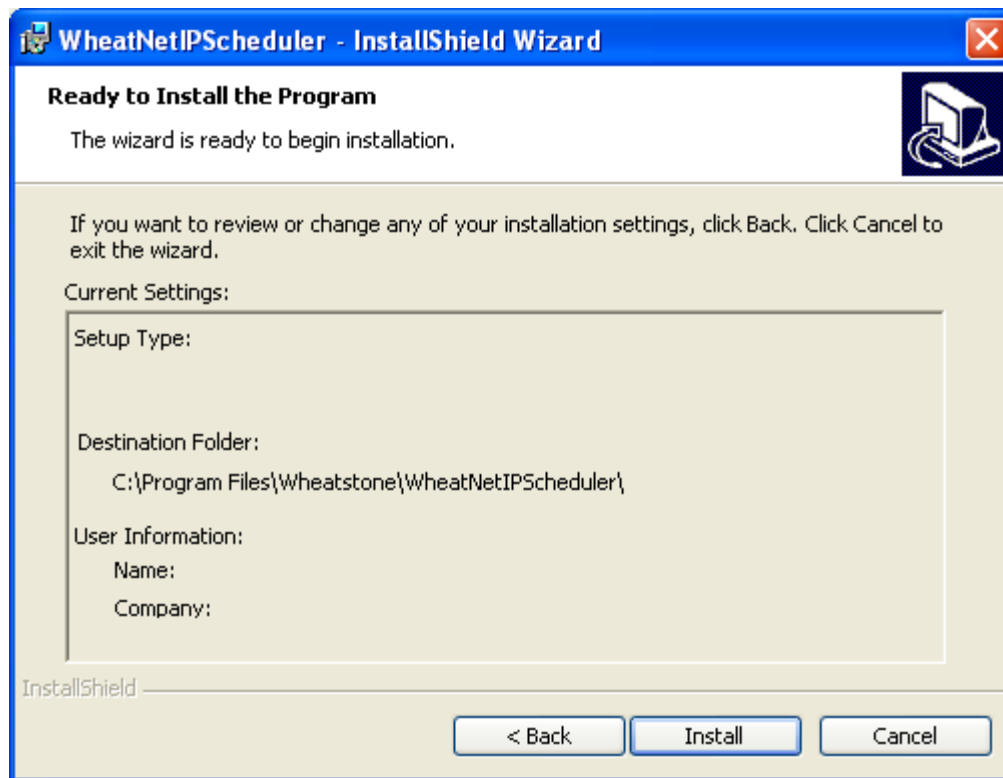 WheatNetIPScheduler - InstallShield Wizard
Ready to Install the Program
The wizard is ready to begin installation.
If you want to review or change any of your installation settings, click Back. Click Cancel to
exit the wizard.
Current Settings:
Setup Type:
Destination Folder:
C:\Program Files\Wheatstone\WheatNetIPScheduler\
User Information:
Name:
Company:
InstallShield
< Back
Install
Cancel